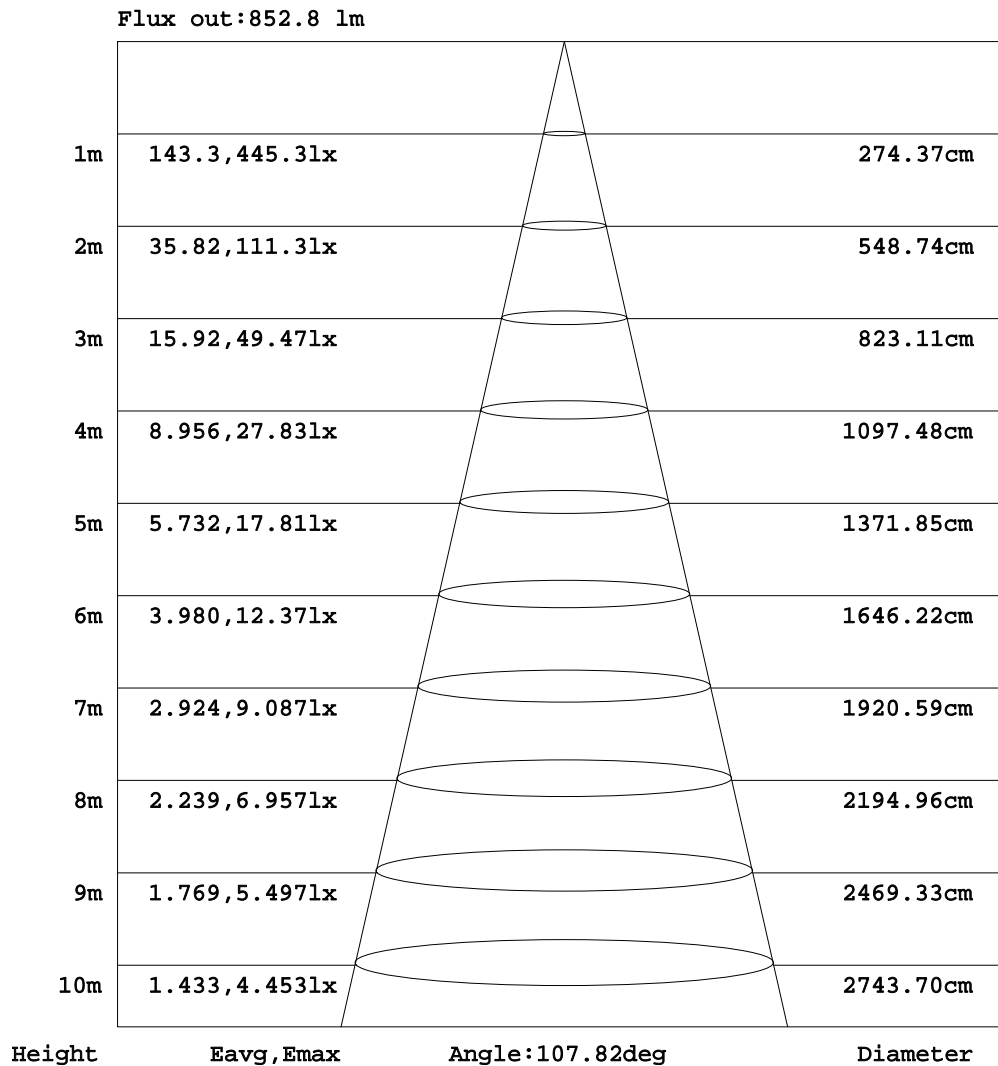 Flux out:852.8 lm
1m 143.3,445.3lx 274.37cm
2m 35.82,111.3lx 548.74cm
3m 15.92,49.47lx 823.11cm
4m 8.956,27.83lx 1097.48cm
5m 5.732,17.81lx 1371.85cm
6m 3.980,12.37lx 1646.22cm
7m 2.924,9.087lx 1920.59cm
8m 2.239,6.957lx 2194.96cm
9m 1.769,5.497lx 2469.33cm
10m 1.433,4.453lx 2743.70cm
Height Eavg,Emax Angle:107.82deg Diameter